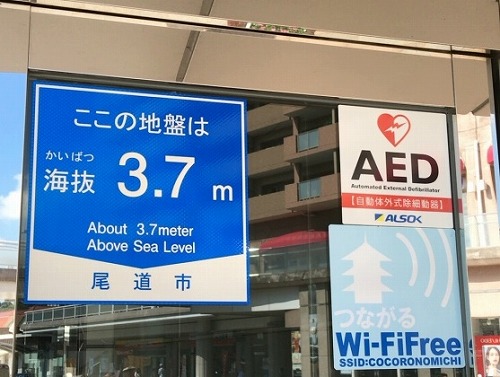 ここの地盤は
かいばつ
海抜 3.7 m
About 3.7meter
Above Sea Level
尾道市
AED
Automated External Defibrillator
【自動体外式除細動器】
ALSOK
つながる
Wi-FiFree
SSID:COCORONOMICHI